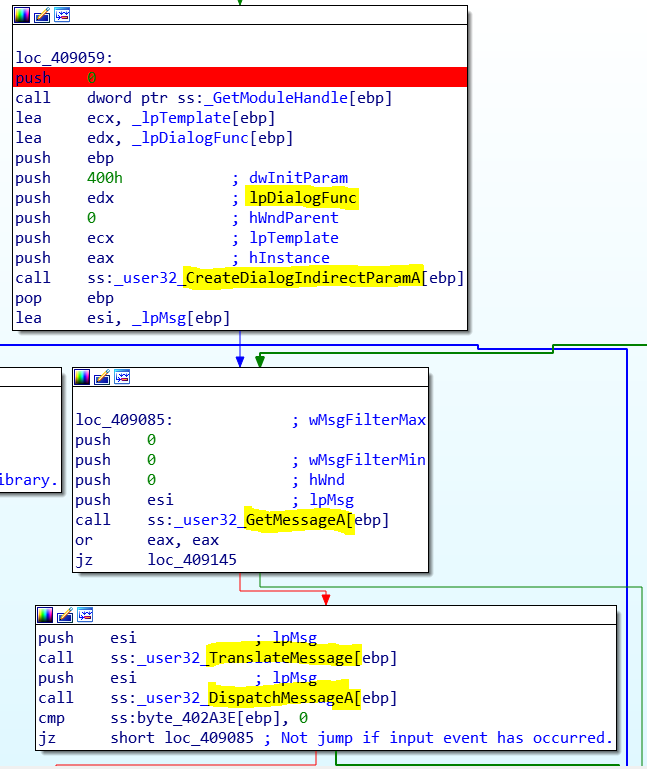 loc_409059:
push 0
call dword ptr ss:_GetModuleHandle[ebp]
lea ecx, _lpTemplate[ebp]
lea edx, _lpDialogFunc[ebp]
push ebp
push 400h ; dwInitParam
push edx ; lpDialogFunc
push 0 ; hWndParent
push ecx ; lpTemplate
push eax ; hInstance
call ss:_user32_CreateDialogIndirectParamA[ebp]
pop ebp
lea esi, _lpMsg[ebp]
ibrary.
loc_409085: ; wMsgFilterMax
push 0
push 0 ; wMsgFilterMin
push 0 ; hWnd
push esi ; lpMsg
call ss:_user32_GetMessageA[ebp]
or eax, eax
jz loc_409145
push esi ; lpMsg
call ss:_user32_TranslateMessage[ebp]
push esi ; lpMsg
call ss:_user32_DispatchMessageA[ebp]
cmp ss:byte_402A3E[ebp], 0
jz short loc_409085 ; Not jump if input event has occurred.